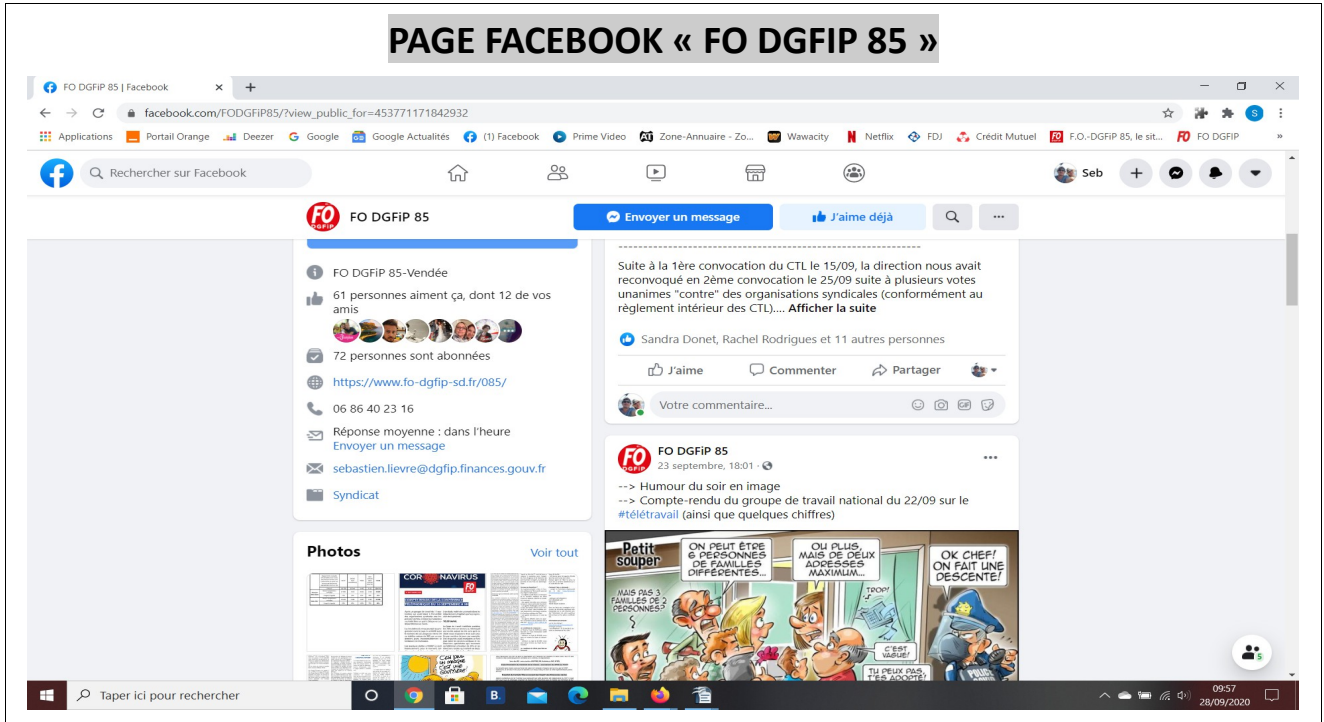 PAGE FACEBOOK « FO DGFIP 85 »
FO DGFiP 85 | Facebook
facebook.com/FODGFiP85/?view_public_for=453771171842932
Applications Portail Orange Deezer Google Google Actualités (1) Facebook Prime Video Zone-Annuaire - Zo... Wawacity Netflix FDJ Crédit Mutuel F.O.-DGFiP 85, le sit... FO DGFIP »
Rechercher sur Facebook
Seb
FO DGFiP 85
Envoyer un message
J'aime déjà
FO DGFiP 85-Vendée
61 personnes aiment ça, dont 12 de vos
amis
72 personnes sont abonnées
https://www.fo-dgfip-sd.fr/085/
06 86 40 23 16
Réponse moyenne : dans l'heure
Envoyer un message
sebastien.lievre@dgfip.finances.gouv.fr
Syndicat
Photos
Voir tout
CORONAVIRUS
--------------------------------------------------------------
Suite à la 1ère convocation du CTL le 15/09, la direction nous avait
reconvoqué en 2ème convocation le 25/09 suite à plusieurs votes
unanimes "contre" des organisations syndicales (conformément au
règlement intérieur des CTL).... Afficher la suite
Sandra Donet, Rachel Rodrigues et 11 autres personnes
J'aime Commenter Partager
Votre commentaire...
GIF
FO DGFiP 85
23 septembre, 18:01 ·
--> Humour du soir en image
--> Compte-rendu du groupe de travail national du 22/09 sur le
#télétravail (ainsi que quelques chiffres)
Petit
souper
ON PEUT ÊTRE
6 PERSONNES
DE FAMILLES
DIFFÉRENTES...
OU PLUS,
MAIS DE DEUX
ADRESSES
MAXIMUM...
OK CHEF!
ON FAIT UNE
DESCENTE!
MAIS PAS 3
FAMILLES DE 2
PERSONNES?
TROP!
C'EST
VAGUE!
TU PEUX PAS,
T'ES ADOPTÉ!
POLICE
Taper ici pour rechercher
09:57
28/09/2020